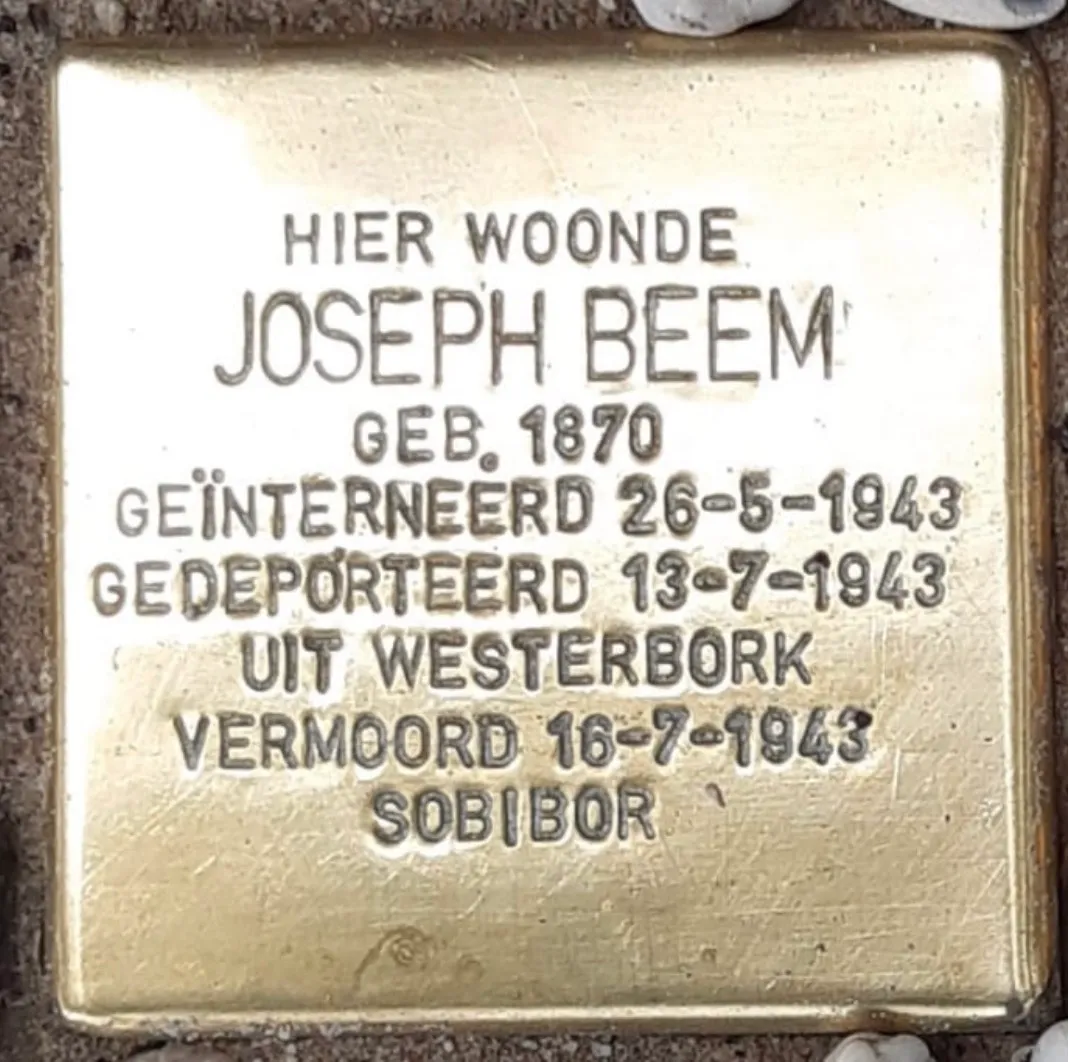 HIER WOONDE
JOSEPH BEEM
GEB. 1870
GEÏNTERNEERD 26-5-1943
GEDEPORTEERD 13-7-1943
UIT WESTERBORK
VERMOORD 16-7-1943
SOBIBOR